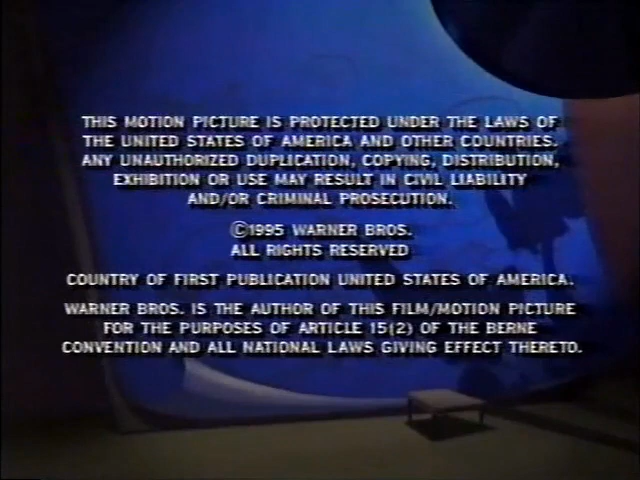 THIS MOTION PICTURE IS PROTECTED UNDER THE LAWS OF
THE UNITED STATES OF AMERICA AND OTHER COUNTRIES.
ANY UNAUTHORIZED DUPLICATION, COPYING, DISTRIBUTION,
EXHIBITION OR USE MAY RESULT IN CIVIL LIABILITY
AND/OR CRIMINAL PROSECUTION.
©1995 WARNER BROS.
ALL RIGHTS RESERVED
COUNTRY OF FIRST PUBLICATION UNITED STATES OF AMERICA.
WARNER BROS. IS THE AUTHOR OF THIS FILM/MOTION PICTURE
FOR THE PURPOSES OF ARTICLE 15(2) OF THE BERNE
CONVENTION AND ALL NATIONAL LAWS GIVING EFFECT THERETO.